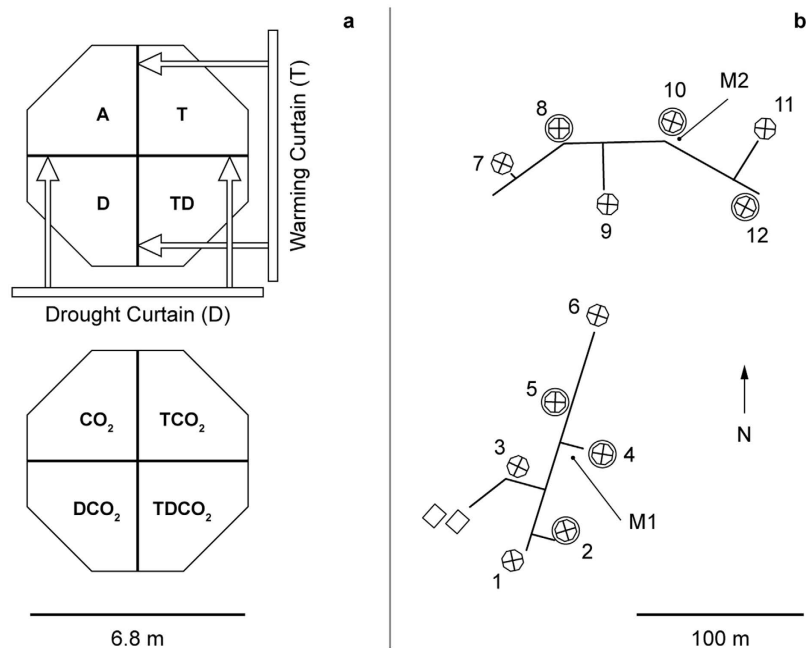 a
A
T
D
TD
Warming Curtain (T)
Drought Curtain (D)
CO₂
TCO₂
DCO₂
TDCO₂
6.8 m
b
M2
10
11
8
7
9
12
6
5
4
3
N
M1
2
1
100 m